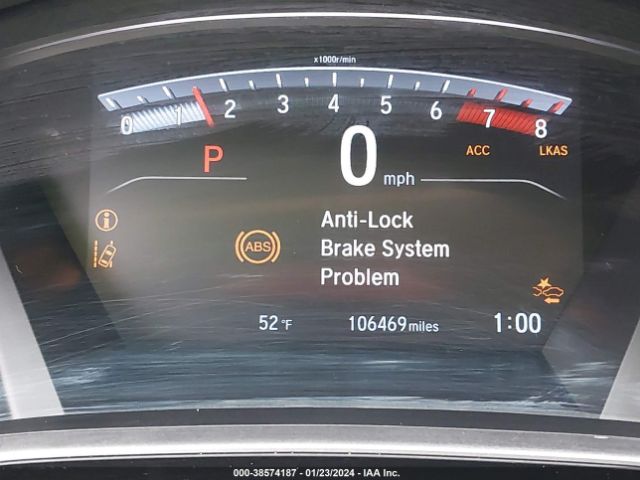 x1000r/min
0 1 2 3 4 5 6 7 8
P 0 mph ACC LKAS
Anti-Lock
ABS Brake System
Problem
52 °F 106469 miles 1:00
000-38574187 - 01/23/2024 - IAA Inc.